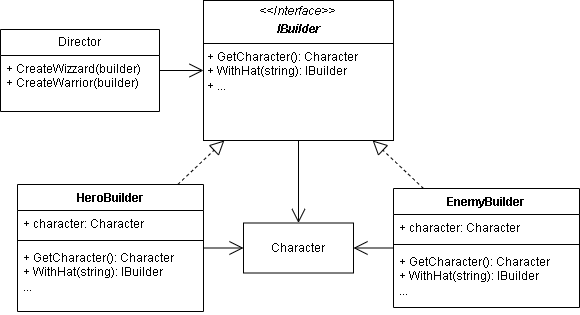 <<Interface>>
IBuilder
+ GetCharacter(): Character
+ WithHat(string): IBuilder
+ ...
Director
+ CreateWizzard(builder)
+ CreateWarrior(builder)
HeroBuilder
+ character: Character
+ GetCharacter(): Character
+ WithHat(string): IBuilder
...
Character
EnemyBuilder
+ character: Character
+ GetCharacter(): Character
+ WithHat(string): IBuilder
...